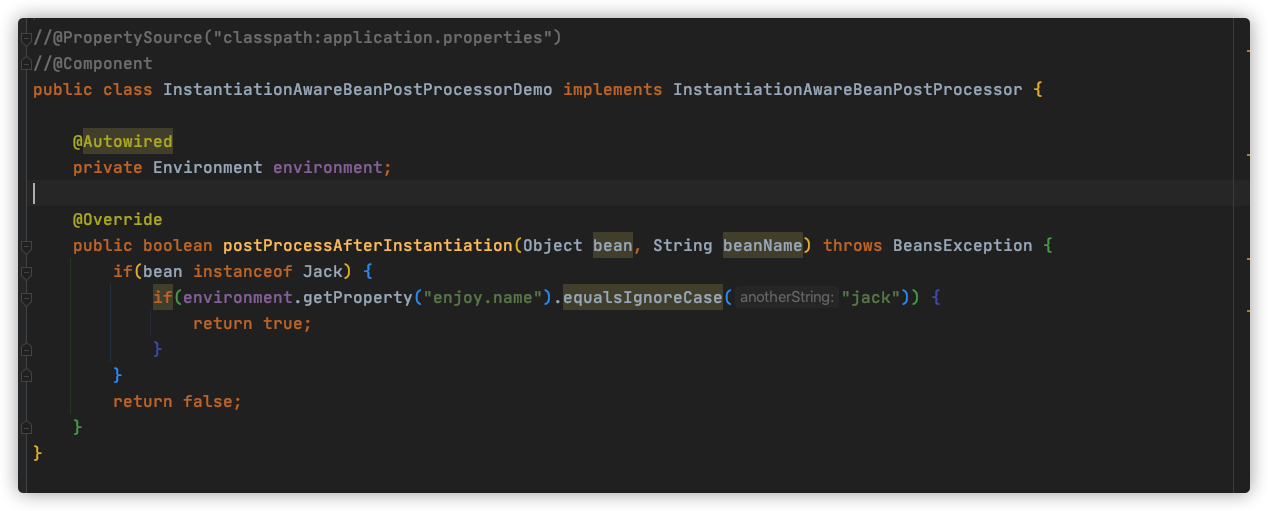 //@PropertySource("classpath:application.properties")
//@Component
public class InstantiationAwareBeanPostProcessorDemo implements InstantiationAwareBeanPostProcessor {
@Autowired
private Environment environment;
@Override
public boolean postProcessAfterInstantiation(Object bean, String beanName) throws BeansException {
if(bean instanceof Jack) {
if(environment.getProperty("enjoy.name").equalsIgnoreCase( anotherString: "jack")) {
return true;
}
}
return false;
}
}